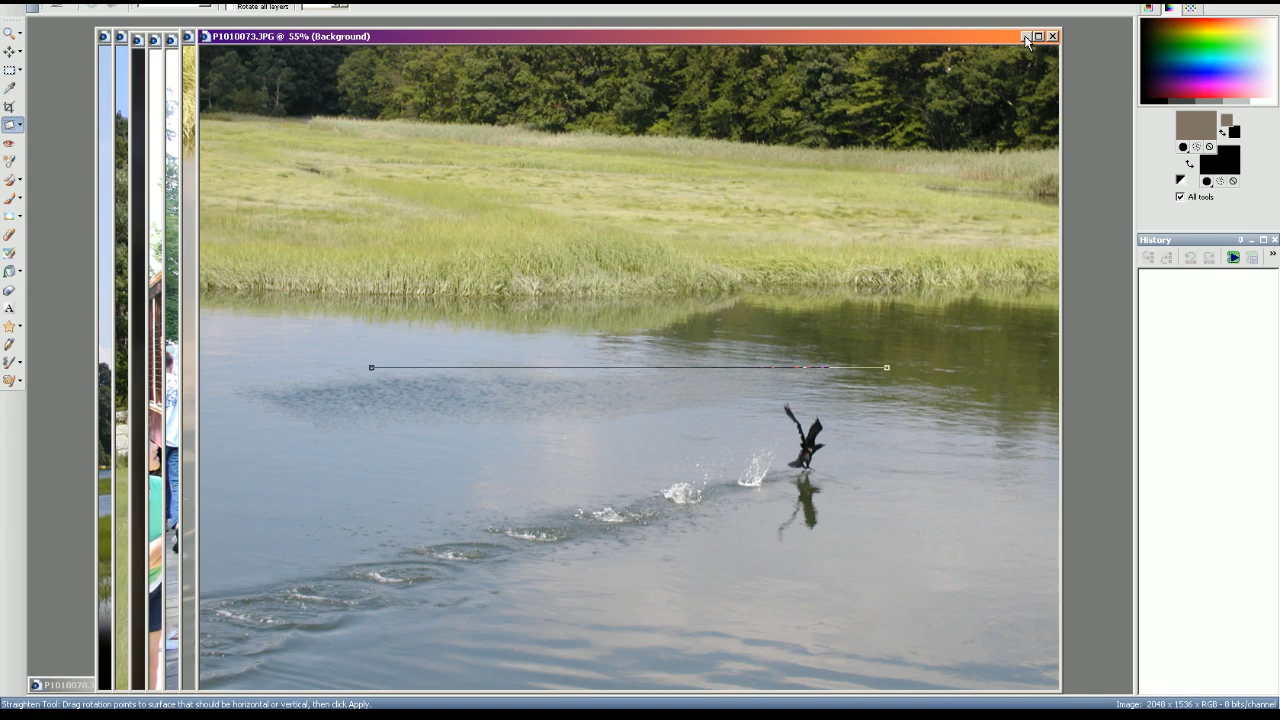 Rotate all layers
P1010073.JPG @ 55% (Background)
All tools
History
A
P1010070.J
Straighten Tool: Drag rotation points to surface that should be horizontal or vertical, then click Apply.
Image: 2048 x 1536 x RGB - 8 bits/channel